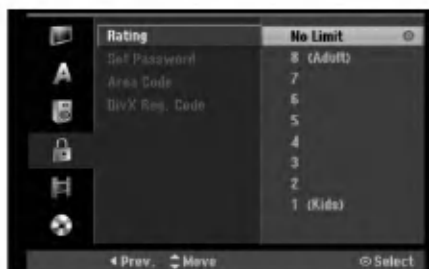 Rating
Set Password
Area Code
DivX Reg. Code
No Limit
8 (Adult)
7
6
5
4
3
2
1 (Kids)
A
Prev. Move Select